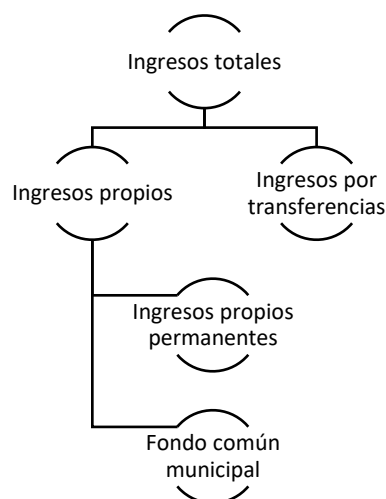 Ingresos totales
Ingresos propios
Ingresos por
transferencias
Ingresos propios
permanentes
Fondo común
municipal